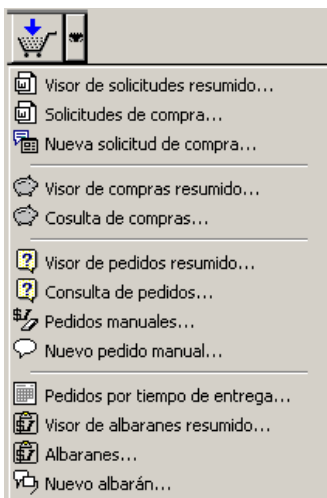 Visor de solicitudes resumido...
Solicitudes de compra...
Nueva solicitud de compra...
Visor de compras resumido...
Cosulta de compras...
Visor de pedidos resumido...
Consulta de pedidos...
Pedidos manuales...
Nuevo pedido manual...
Pedidos por tiempo de entrega...
Visor de albaranes resumido...
Albaranes...
Nuevo albarán...